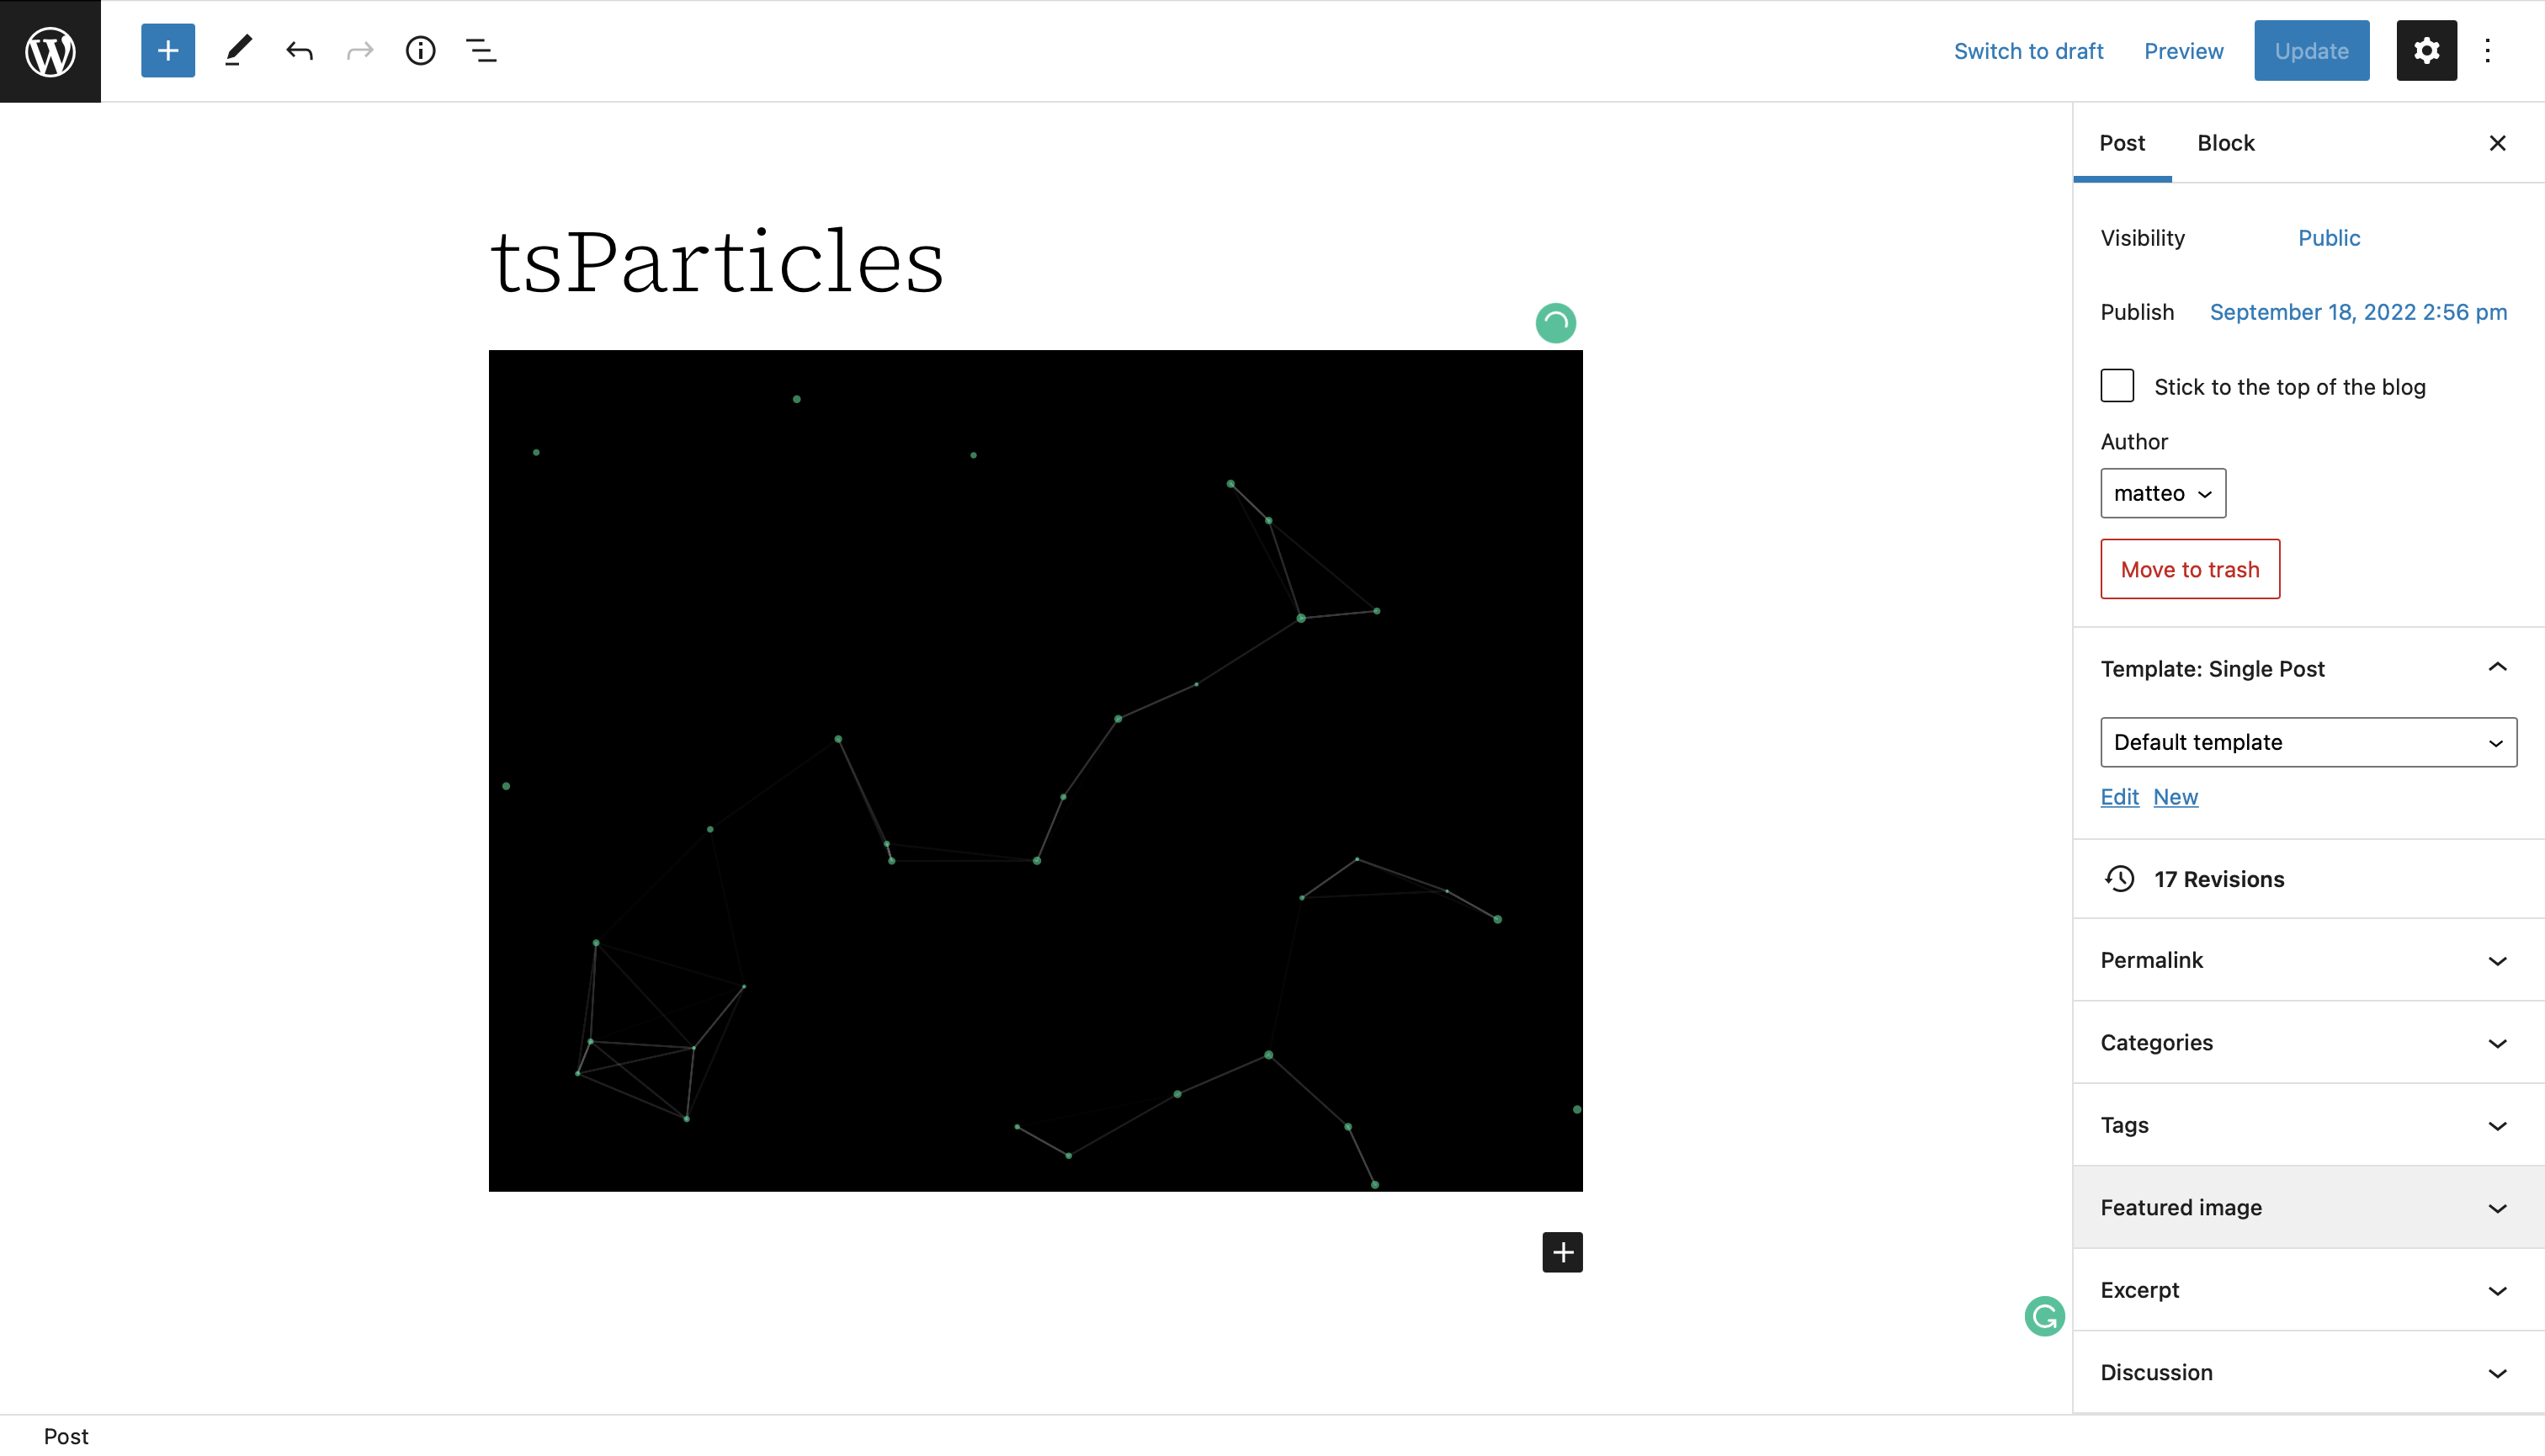 Switch to draft Preview Update
Post Block
tsParticles
Visibility Public
Publish September 18, 2022 2:56 pm
Stick to the top of the blog
Author
matteo
Move to trash
Template: Single Post
Default template
Edit New
17 Revisions
Permalink
Categories
Tags
Featured image
Excerpt
Discussion
Post